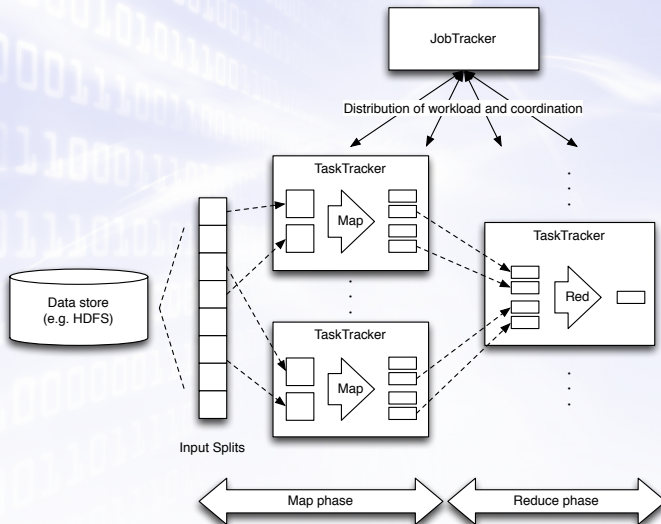 JobTracker
Distribution of workload and coordination
TaskTracker
Map
TaskTracker
Red
Data store
(e.g. HDFS)
TaskTracker
Map
Input Splits
Map phase
Reduce phase